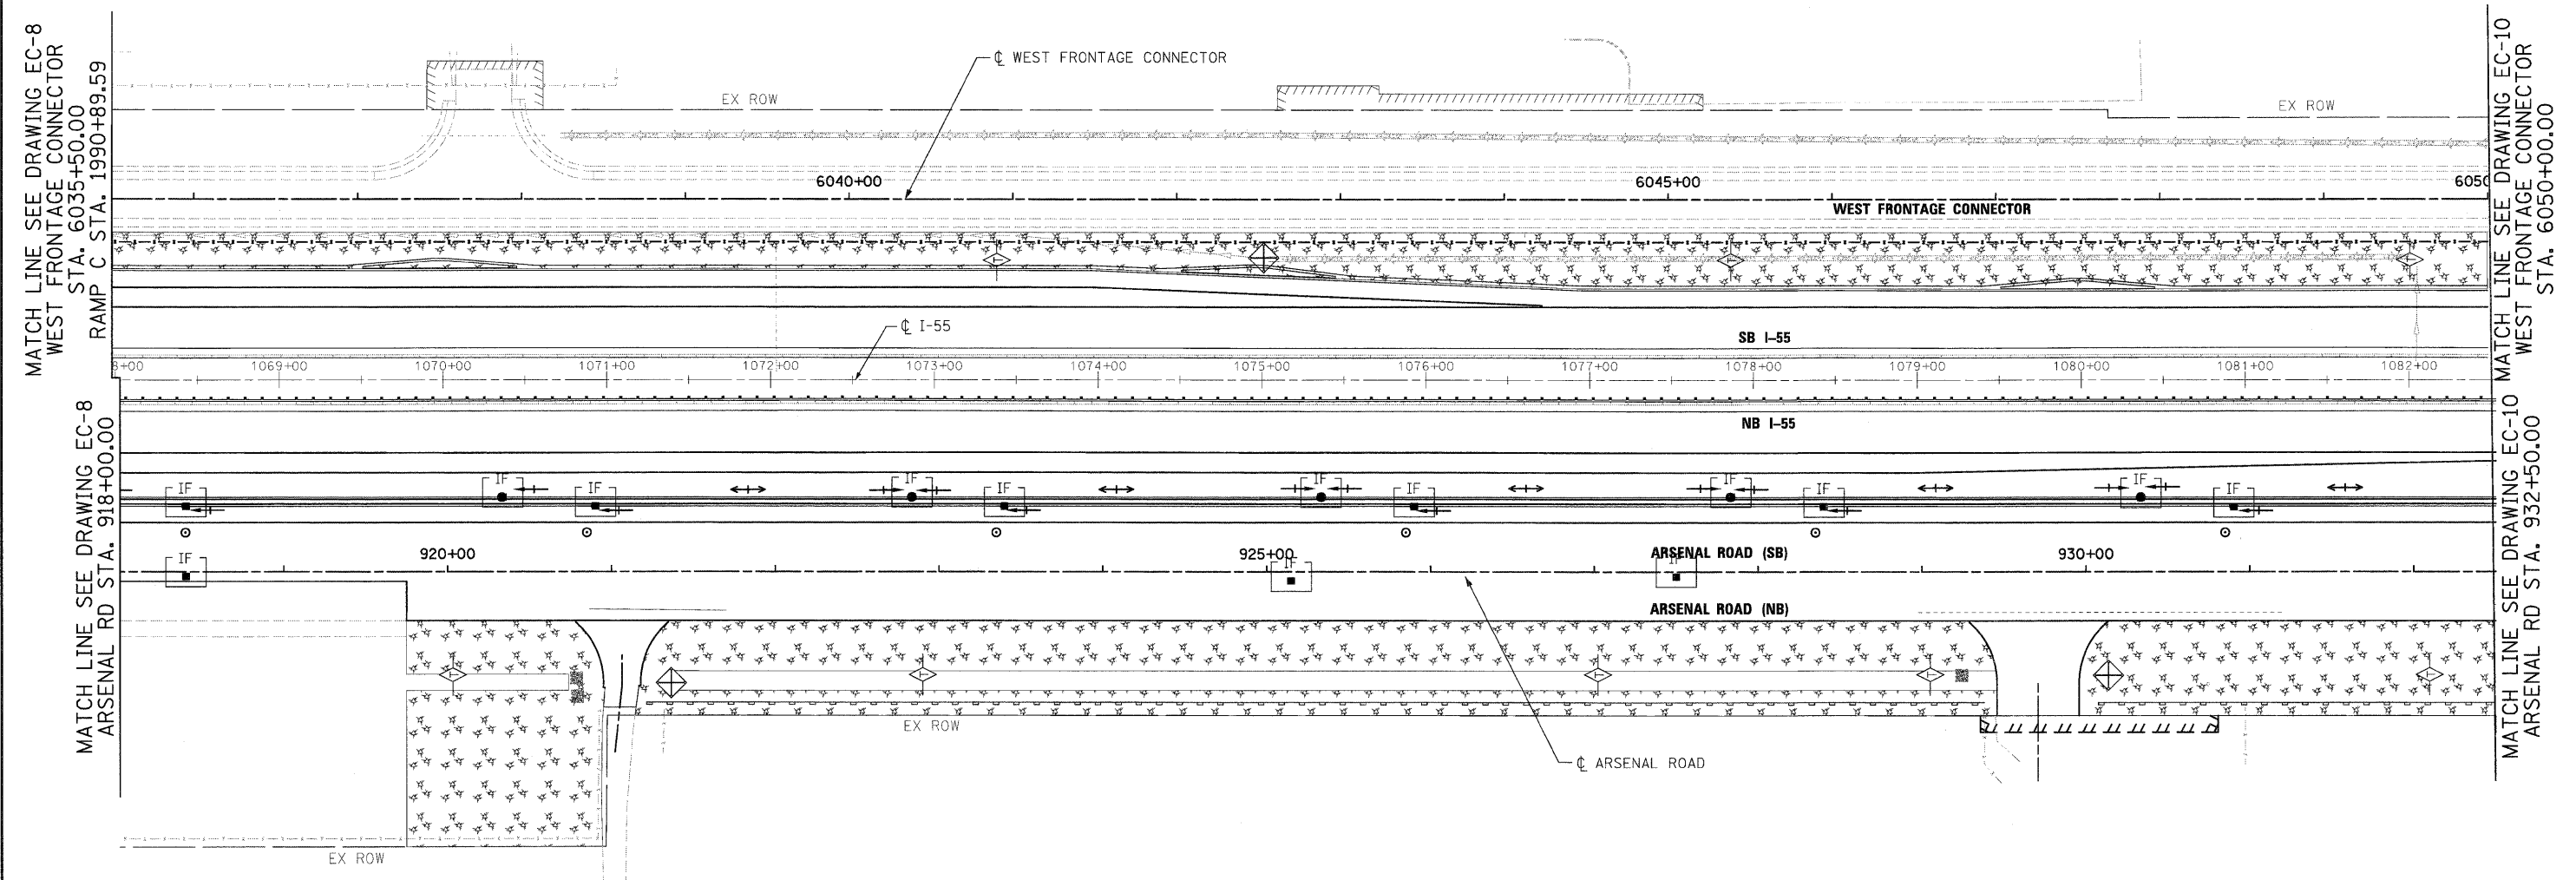 MATCH LINE SEE DRAWING EC-8
WEST FRONTAGE CONNECTOR
STA. 6035+50.00
RAMP C STA. 1990+89.59
℄ WEST FRONTAGE CONNECTOR
EX ROW
EX ROW
6040+00
6045+00
6050
WEST FRONTAGE CONNECTOR
T
T
T
℄ I-55
SB I-55
8+00
1069+00
1070+00
1071+00
1072+00
1073+00
1074+00
1075+00
1076+00
1077+00
1078+00
1079+00
1080+00
1081+00
1082+00
MATCH LINE SEE DRAWING EC-10
WEST FRONTAGE CONNECTOR
STA. 6050+00.00
NB I-55
MATCH LINE SEE DRAWING EC-8
ARSENAL RD STA. 918+00.00
IF
IF
IF
IF
IF
IF
IF
IF
IF
IF
IF
920+00
925+00
ARSENAL ROAD (SB)
930+00
IF
IF
IF
ARSENAL ROAD (NB)
T
T
T
T
T
EX ROW
℄ ARSENAL ROAD
EX ROW
MATCH LINE SEE DRAWING EC-10
ARSENAL RD STA. 932+50.00